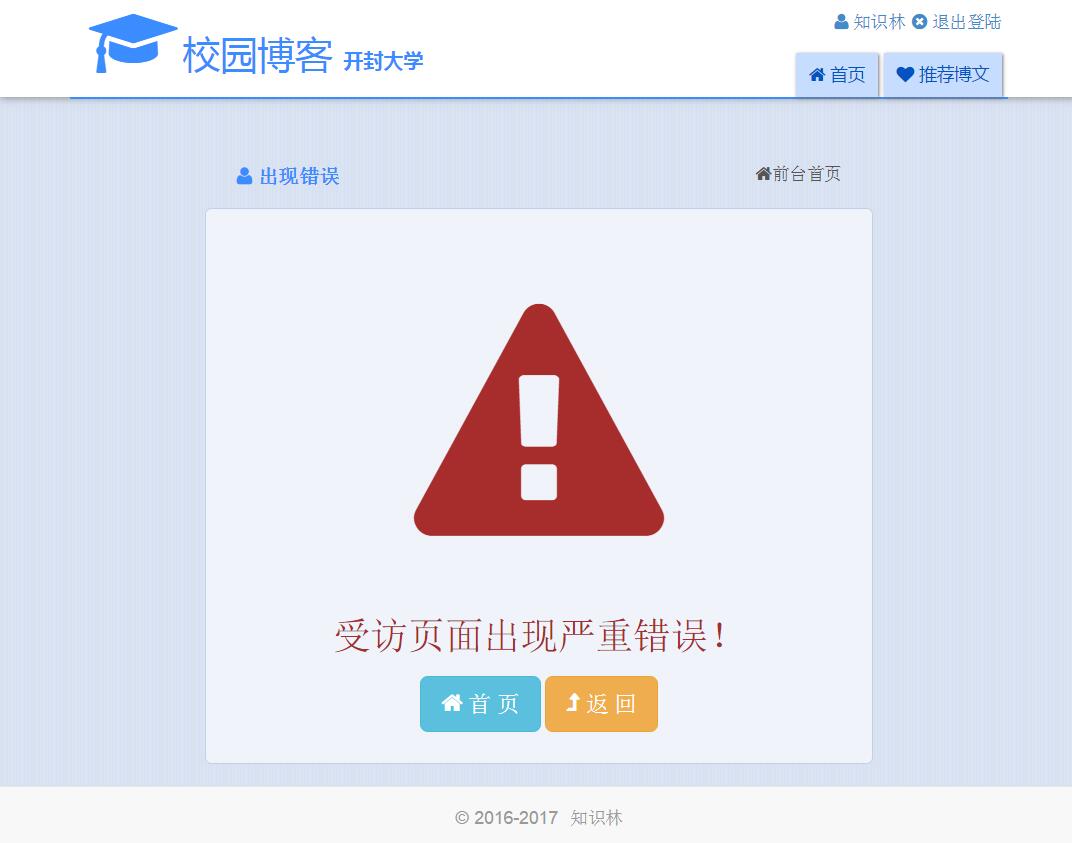 知识林 退出登陆
校园博客 开封大学
首页 推荐博文
出现错误 前台首页
受访页面出现严重错误！
首 页 返 回
© 2016-2017 知识林